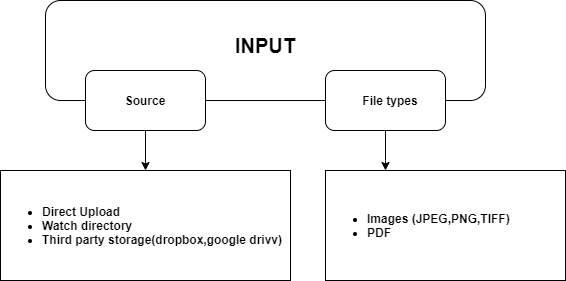 INPUT
Source
File types
• Direct Upload
• Watch directory
• Third party storage(dropbox,google drivv)
• Images (JPEG,PNG,TIFF)
• PDF